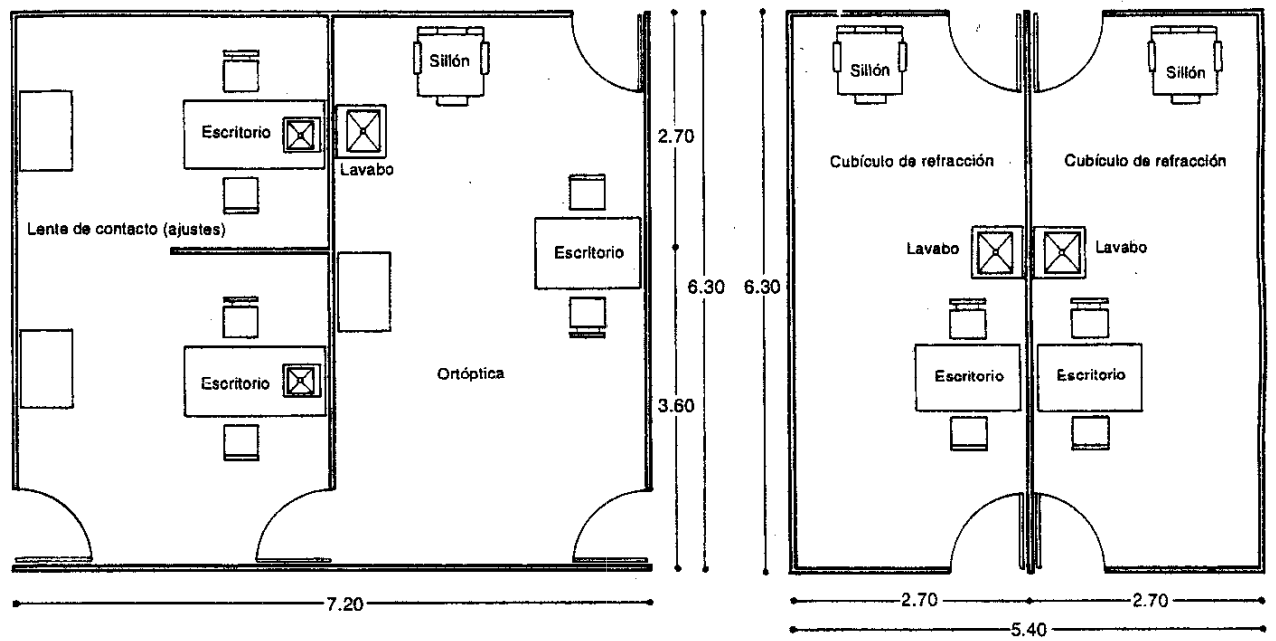 Sillón
Escritorio
Lavabo
Lente de contacto (ajustes)
Escritorio
Escritorio
Ortóptica
2.70
6.30
3.60
7.20
Sillón
Sillón
Cubículo de refracción
Cubículo de refracción
Lavabo
Lavabo
6.30
Escritorio
Escritorio
2.70
2.70
5.40